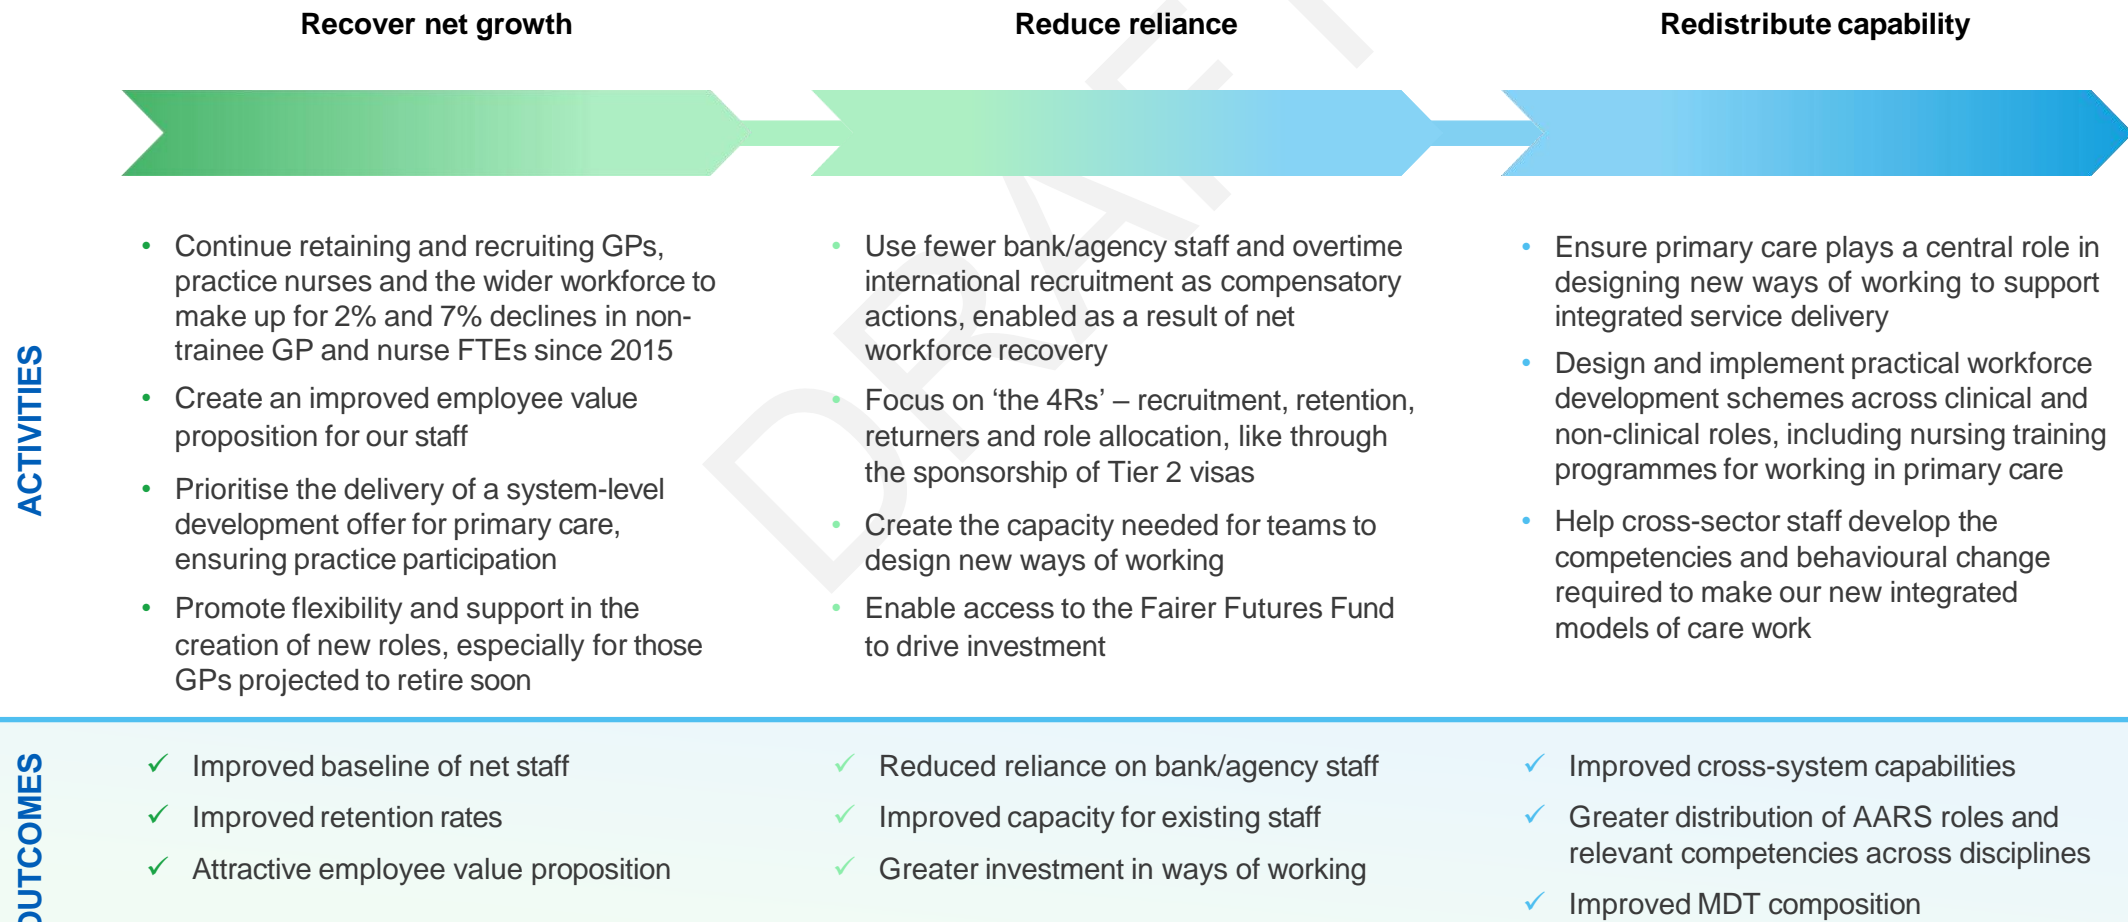 Recover net growth
Reduce reliance
Redistribute capability
DRAFT
ACTIVITIES
• Continue retaining and recruiting GPs,
practice nurses and the wider workforce to
make up for 2% and 7% declines in non-
trainee GP and nurse FTEs since 2015
• Create an improved employee value
proposition for our staff
• Prioritise the delivery of a system-level
development offer for primary care,
ensuring practice participation
• Promote flexibility and support in the
creation of new roles, especially for those
GPs projected to retire soon
• Use fewer bank/agency staff and overtime
international recruitment as compensatory
actions, enabled as a result of net
workforce recovery
• Focus on ‘the 4Rs’ – recruitment, retention,
returners and role allocation, like through
the sponsorship of Tier 2 visas
• Create the capacity needed for teams to
design new ways of working
• Enable access to the Fairer Futures Fund
to drive investment
• Ensure primary care plays a central role in
designing new ways of working to support
integrated service delivery
• Design and implement practical workforce
development schemes across clinical and
non-clinical roles, including nursing training
programmes for working in primary care
• Help cross-sector staff develop the
competencies and behavioural change
required to make our new integrated
models of care work
OUTCOMES
✓ Improved baseline of net staff
✓ Improved retention rates
✓ Attractive employee value proposition
✓ Reduced reliance on bank/agency staff
✓ Improved capacity for existing staff
✓ Greater investment in ways of working
✓ Improved cross-system capabilities
✓ Greater distribution of AARS roles and
relevant competencies across disciplines
✓ Improved MDT composition